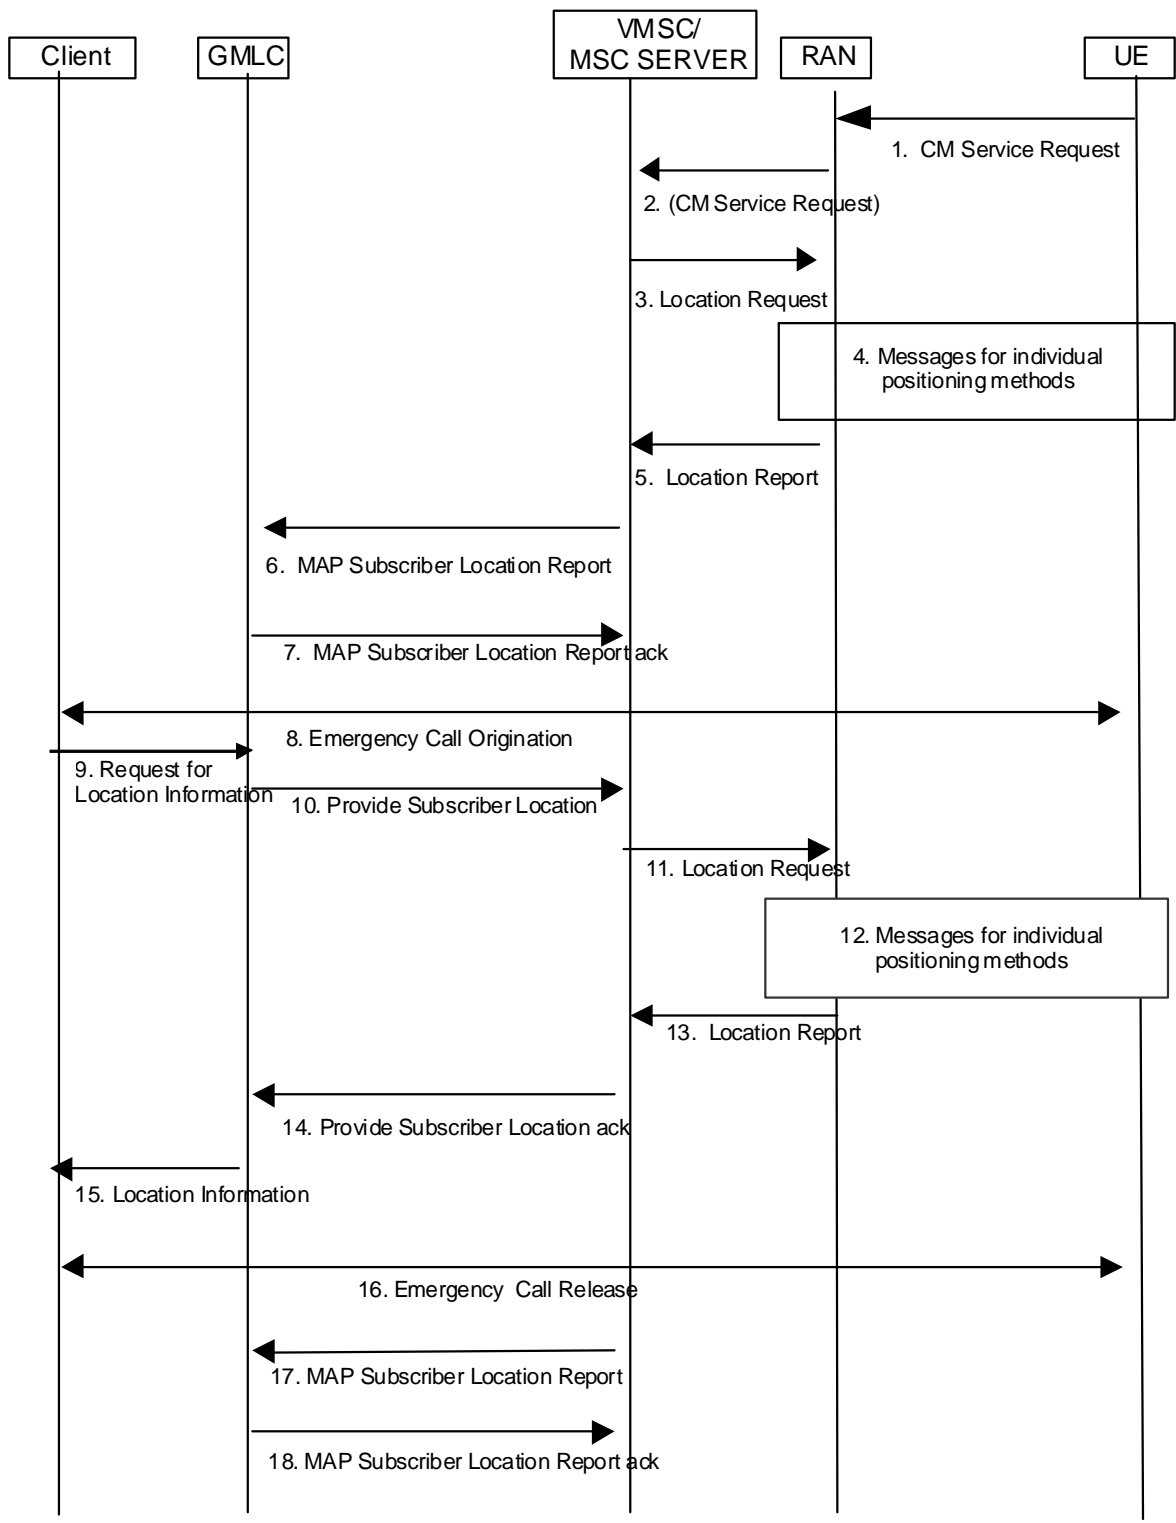 Client
GMLC
VMSC/
MSC SERVER
RAN
UE
1. CM Service Request
2. (CM Service Request)
3. Location Request
4. Messages for individual
positioning methods
5. Location Report
6. MAP Subscriber Location Report
7. MAP Subscriber Location Report ack
8. Emergency Call Origination
9. Request for
Location Information
10. Provide Subscriber Location
11. Location Request
12. Messages for individual
positioning methods
13. Location Report
14. Provide Subscriber Location ack
15. Location Information
16. Emergency Call Release
17. MAP Subscriber Location Report
18. MAP Subscriber Location Report ack